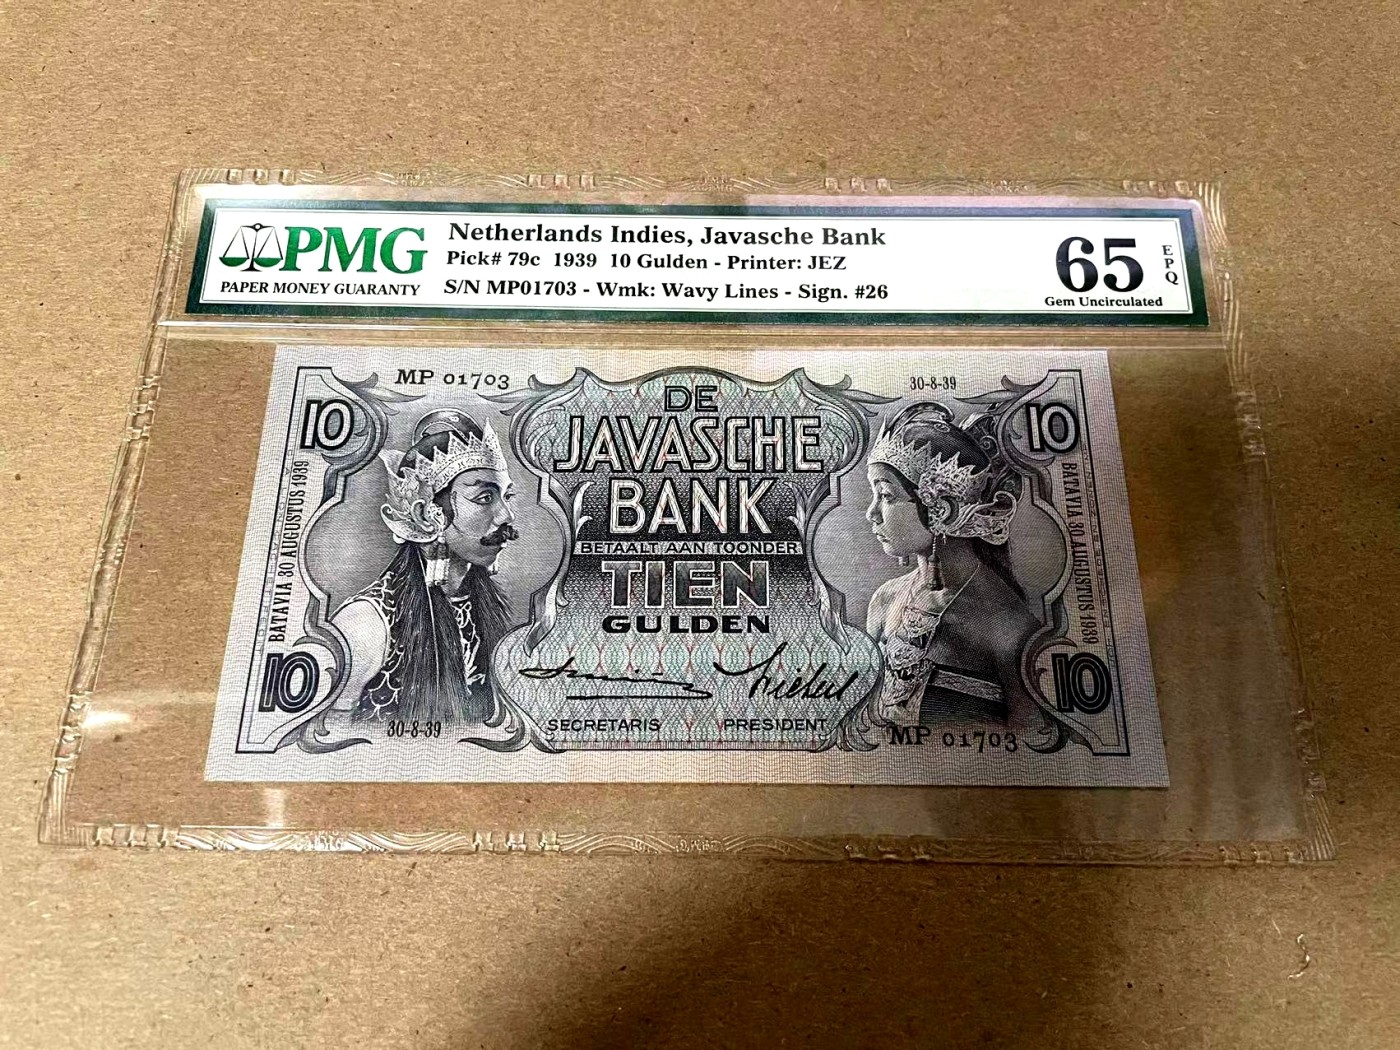 PMG
PAPER MONEY GUARANTY
Netherlands Indies, Javasche Bank
Pick# 79c 1939 10 Gulden - Printer: JEZ
S/N MP01703 - Wmk: Wavy Lines - Sign. #26
65
EPQ
Gem Uncirculated
MP 01703
30-8-39
10
10
DE
JAVASCHE
BANK
BETAALT AAN TOONDER
TIEN
GULDEN
BATAVIA 30 AUGUSTUS 1939
BATAVIA 30 AUGUSTUS 1939
10
10
SECRETARIS
PRESIDENT
30-8-39
MP 01703